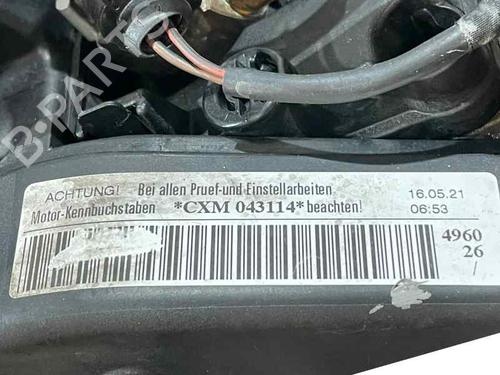 B-PARTS
ACHTUNG! Bei allen Pruef-und Einstellarbeiten
Motor-Kennbuchstaben *CXM 043114* beachten!
16.05.21
06:53
4960
26
/